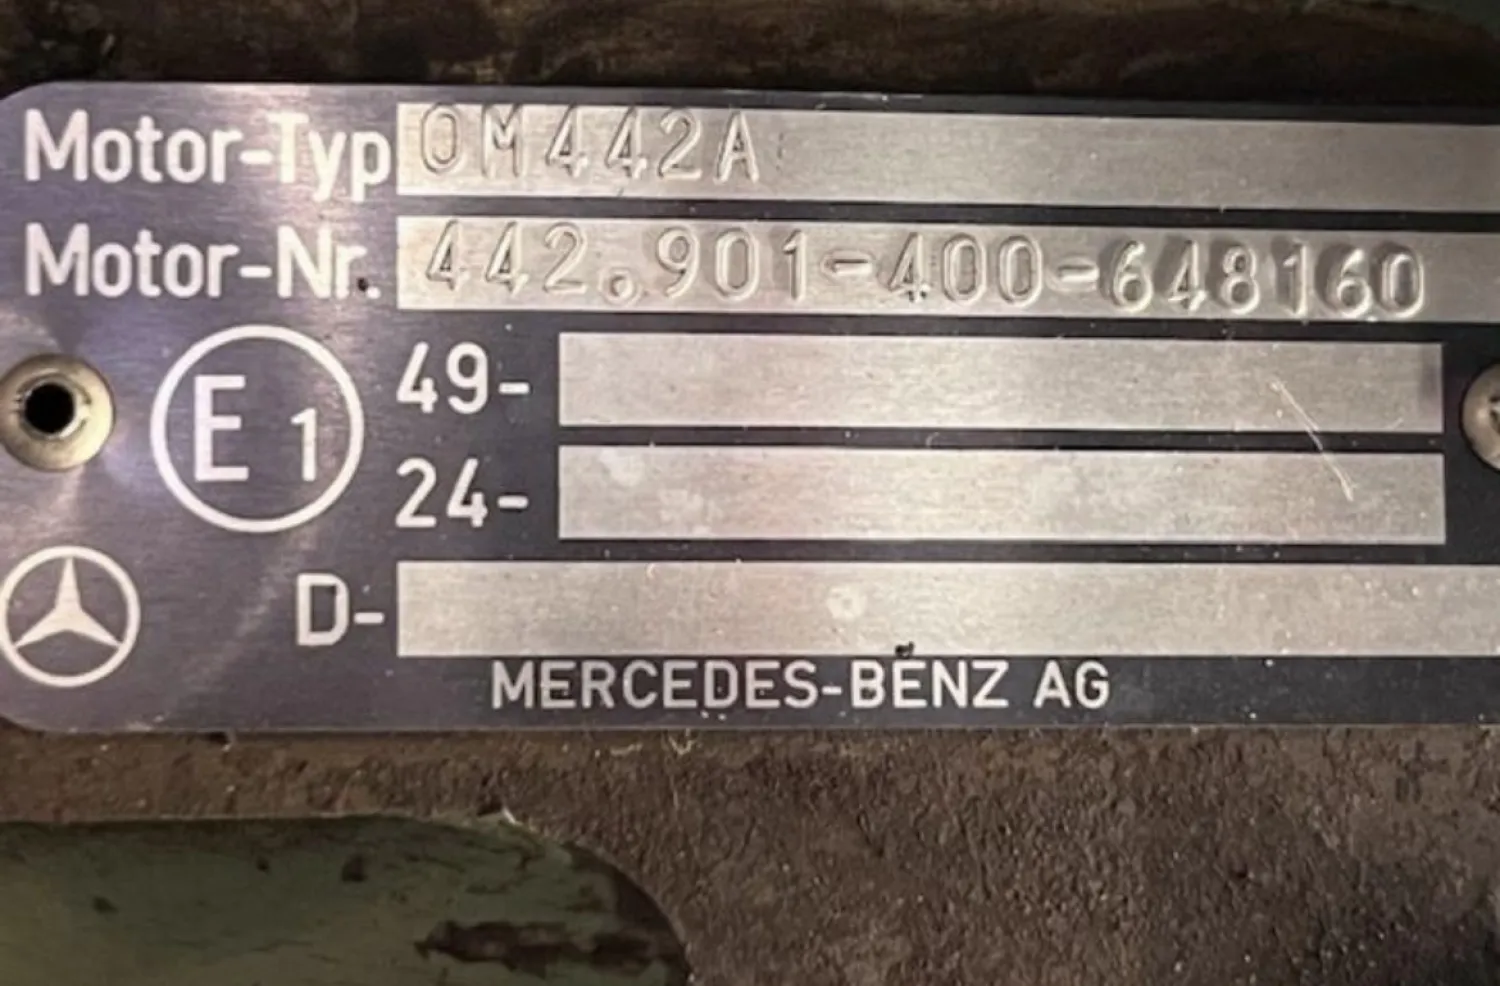 Motor-Typ OM442A
Motor-Nr. 442.901-400-648160
E 1
49-
24-
D-
MERCEDES-BENZ AG